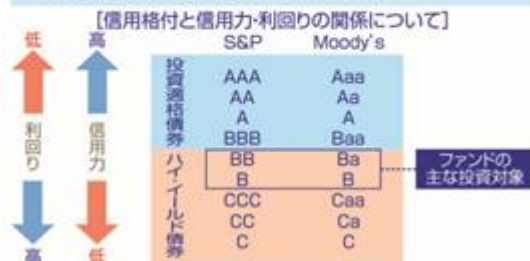 [信用格付と信用力・利回りの関係について]
低 高 S&P Moody's
投資適格債券
AAA Aaa
AA Aa
A A
BBB Baa
利回り 信用力
ハイ・イールド債券
BB Ba
B B
CCC Caa
CC Ca
C C
高 低
ファンドの
主な投資対象